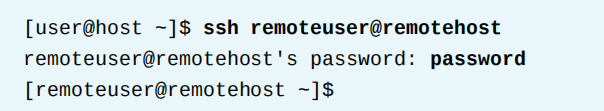 [user@host ~]$ ssh remoteuser@remotehost
remoteuser@remotehost's password: password
[remoteuser@remotehost ~]$